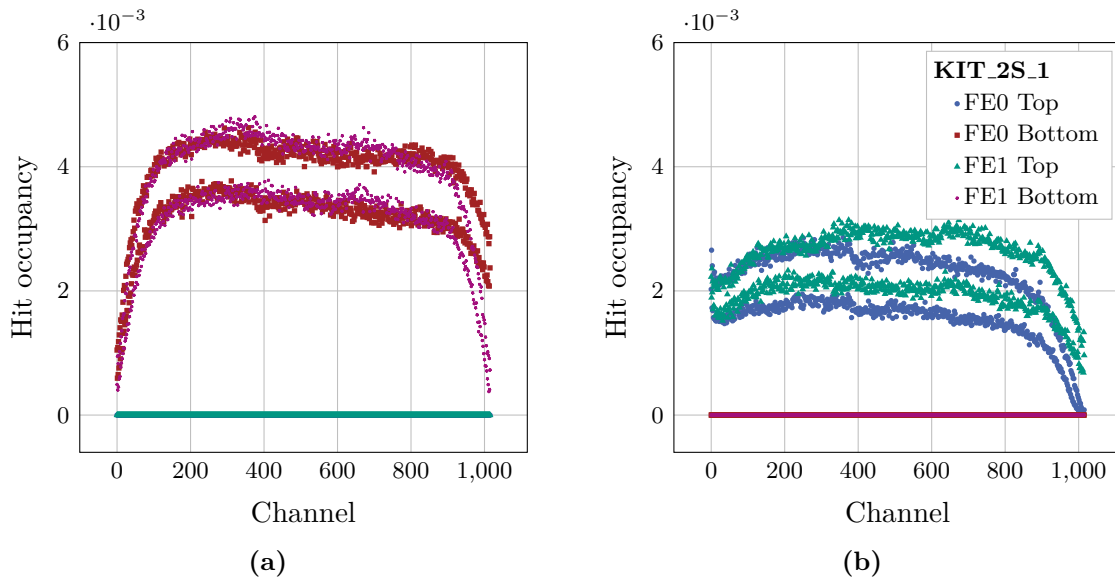 ·10⁻³
6
4
2
0
0 200 400 600 800 1,000
Hit occupancy
Channel
(a)
·10⁻³
6
4
2
0
0 200 400 600 800 1,000
Hit occupancy
Channel
KIT_2S_1
FE0 Top
FE0 Bottom
FE1 Top
FE1 Bottom
(b)